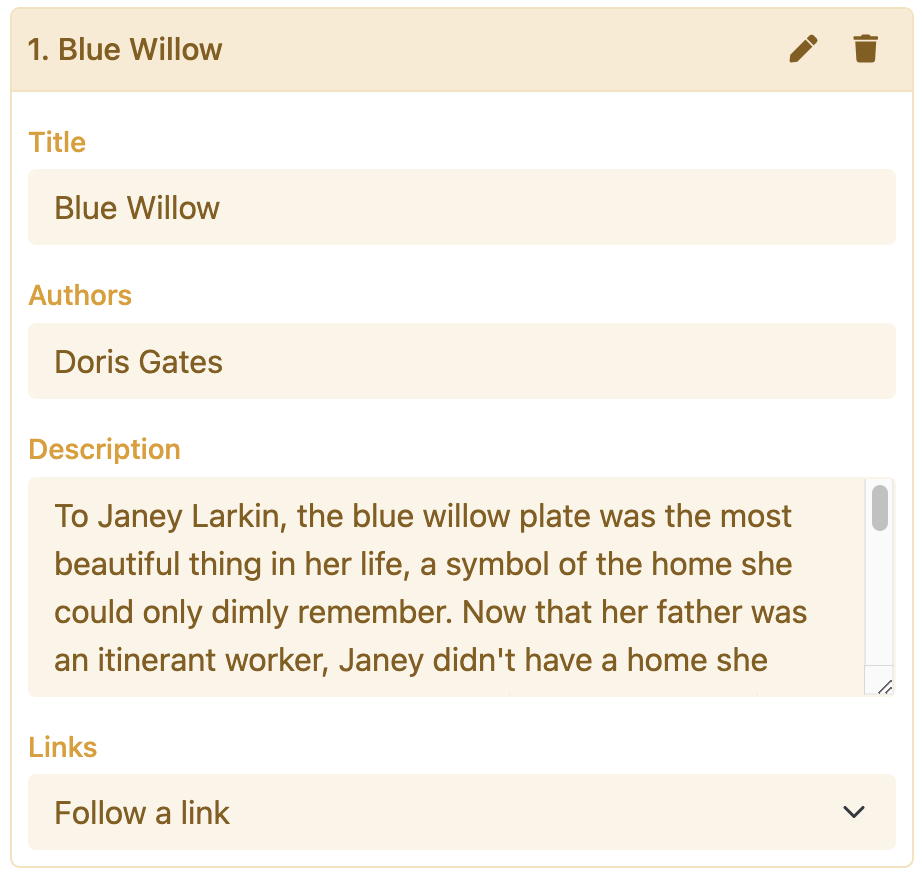 1. Blue Willow
Title
Blue Willow
Authors
Doris Gates
Description
To Janey Larkin, the blue willow plate was the most
beautiful thing in her life, a symbol of the home she
could only dimly remember. Now that her father was
an itinerant worker, Janey didn't have a home she
Links
Follow a link